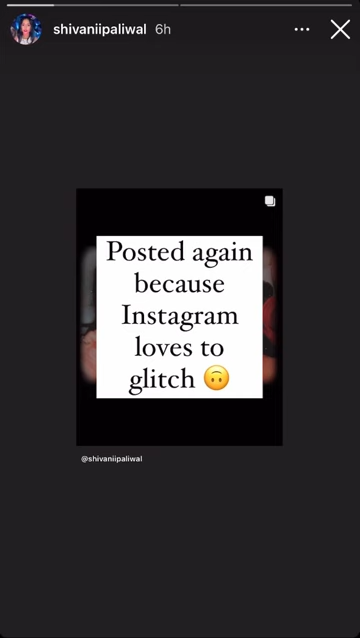 shivaniipaliwal 6h
Posted again
because
Instagram
loves to
glitch 🙃
@shivaniipaliwal